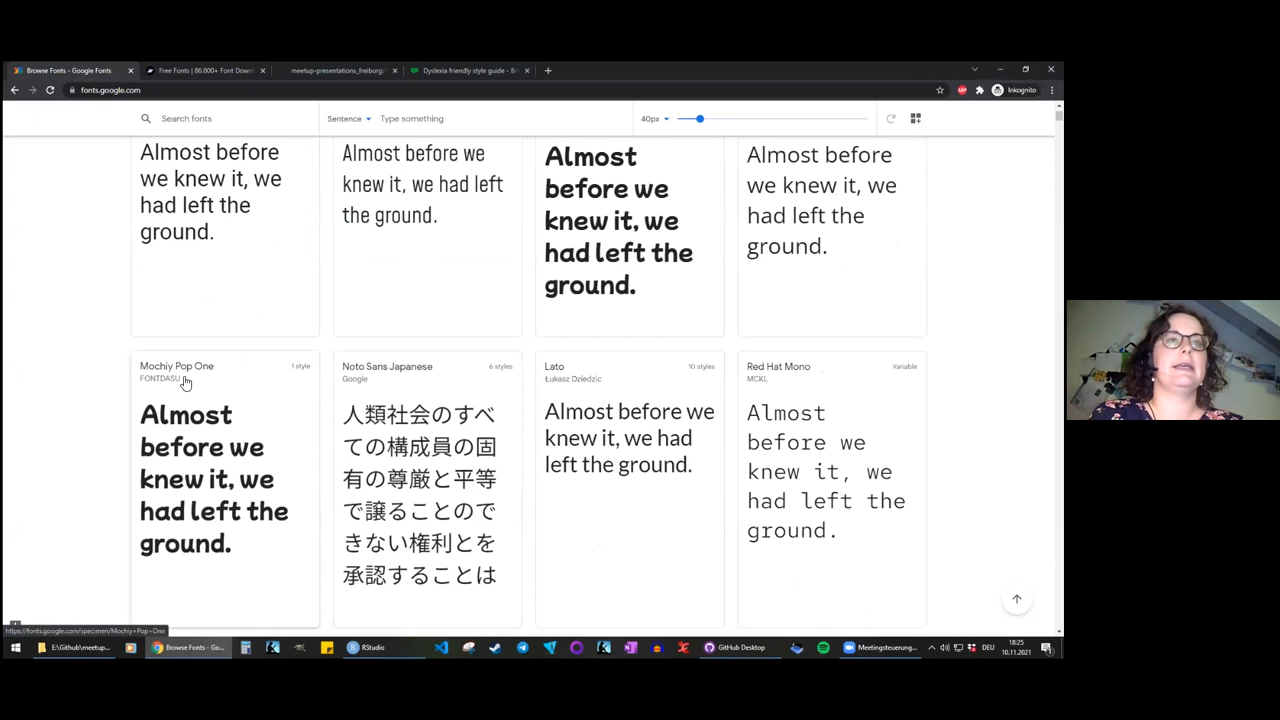 Browse Fonts - Google Fonts
Free Fonts | 86.000+ Font Down
meetup-presentations_freiburg/
Dyslexia friendly style guide – Bri
fonts.google.com
Inkognito
Search fonts
Sentence
Type something
40px
Almost before
we knew it, we
had left the
ground.
Almost before we
knew it, we had left
the ground.
Almost
before we
knew it, we
had left the
ground.
Almost before
we knew it, we
had left the
ground.
Mochiy Pop One
1 style
FONTDASU
Almost
before we
knew it, we
had left the
ground.
Noto Sans Japanese
6 styles
Google
人類社会のすべ
ての構成員の固
有の尊厳と平等
で譲ることので
きない権利とを
承認することは
Lato
10 styles
Łukasz Dziedzic
Almost before we
knew it, we had
left the ground.
Red Hat Mono
Variable
MCKL
Almost
before we
knew it, we
had left the
ground.
https://fonts.google.com/specimen/Mochiy+Pop+One
E:\Github\meetup...
Browse Fonts - Go...
RStudio
GitHub Desktop
Meetingsteuerung...
DEU
18:25
10.11.2021